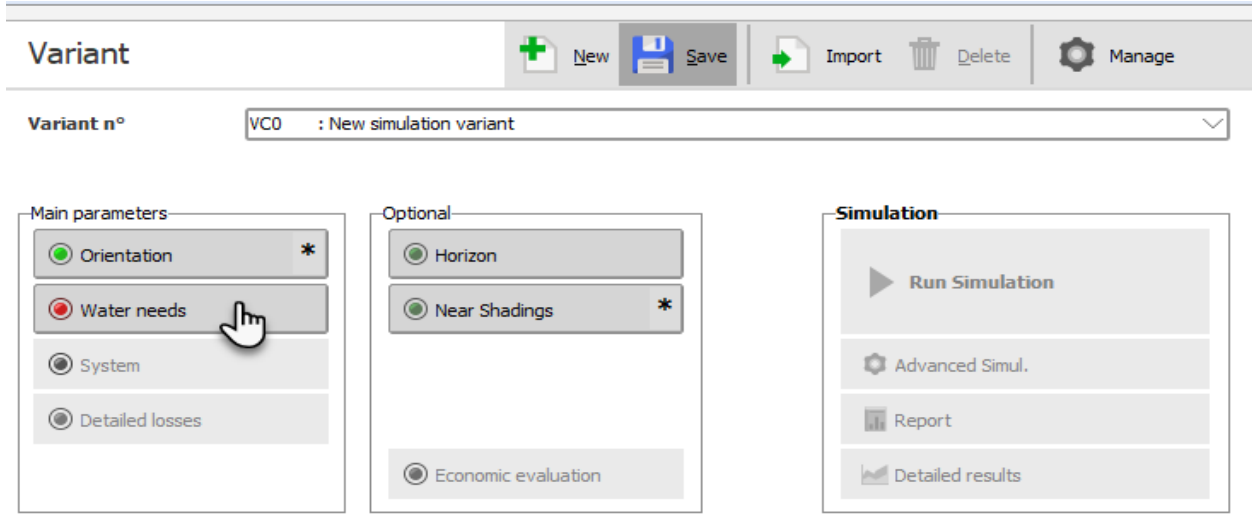 Variant New Save Import Delete Manage
Variant n° VC0 : New simulation variant
Main parameters
Orientation *
Water needs
System
Detailed losses
Optional
Horizon
Near Shadings *
Economic evaluation
Simulation
Run Simulation
Advanced Simul.
Report
Detailed results